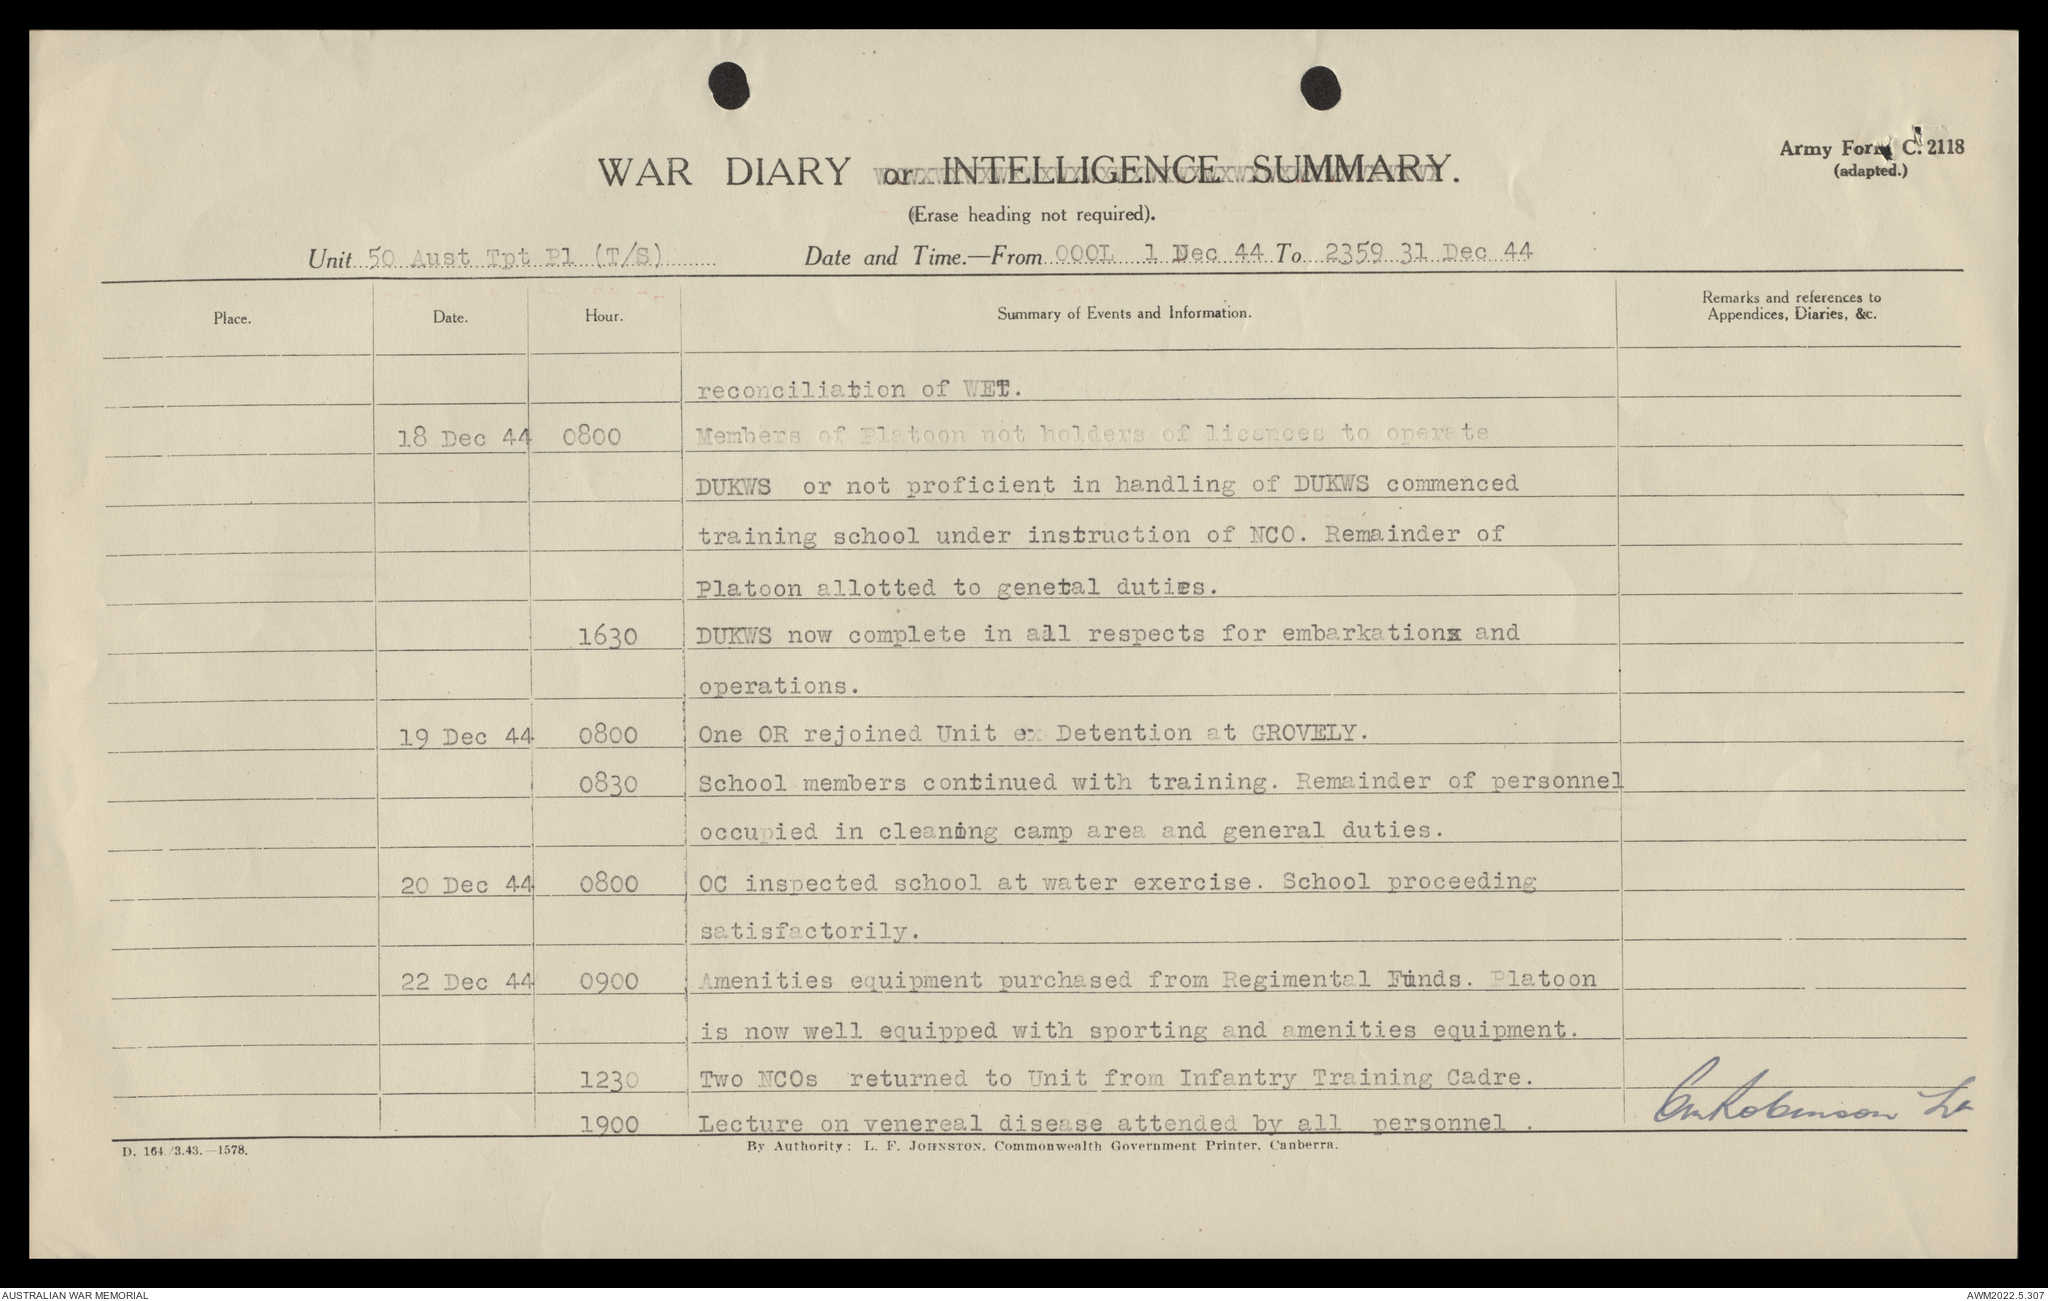 Army Form C. 2118
(adapted.)
WAR DIARY or INTELLIGENCE SUMMARY.
(Erase heading not required).
Unit 50 Aust Tpt Pl (T/S) Date and Time.—From 000L 1 Dec 44 To 2359 31 Dec 44
Place. Date. Hour. Summary of Events and Information. Remarks and references to
Appendices, Diaries, &c.
reconciliation of WET.
18 Dec 44 0800 Members of Platoon not holders of licences to operate
DUKWS or not proficient in handling of DUKWS commenced
training school under instruction of NCO. Remainder of
Platoon allotted to genetal duties.
1630 DUKWS now complete in all respects for embarkationx and
operations.
19 Dec 44 0800 One OR rejoined Unit ex Detention at GROVELY.
0830 School members continued with training. Remainder of personnel
occupied in cleaning camp area and general duties.
20 Dec 44 0800 OC inspected school at water exercise. School proceeding
satisfactorily.
22 Dec 44 0900 Amenities equipment purchased from Regimental Funds. Platoon
is now well equipped with sporting and amenities equipment.
1230 Two NCOs returned to Unit from Infantry Training Cadre.
1900 Lecture on venereal disease attended by all personnel .
Robinson
D. 164./3.43.—1578. By Authority: L. F. JOHNSTON, Commonwealth Government Printer, Canberra.
AUSTRALIAN WAR MEMORIAL AWM2022.5.307